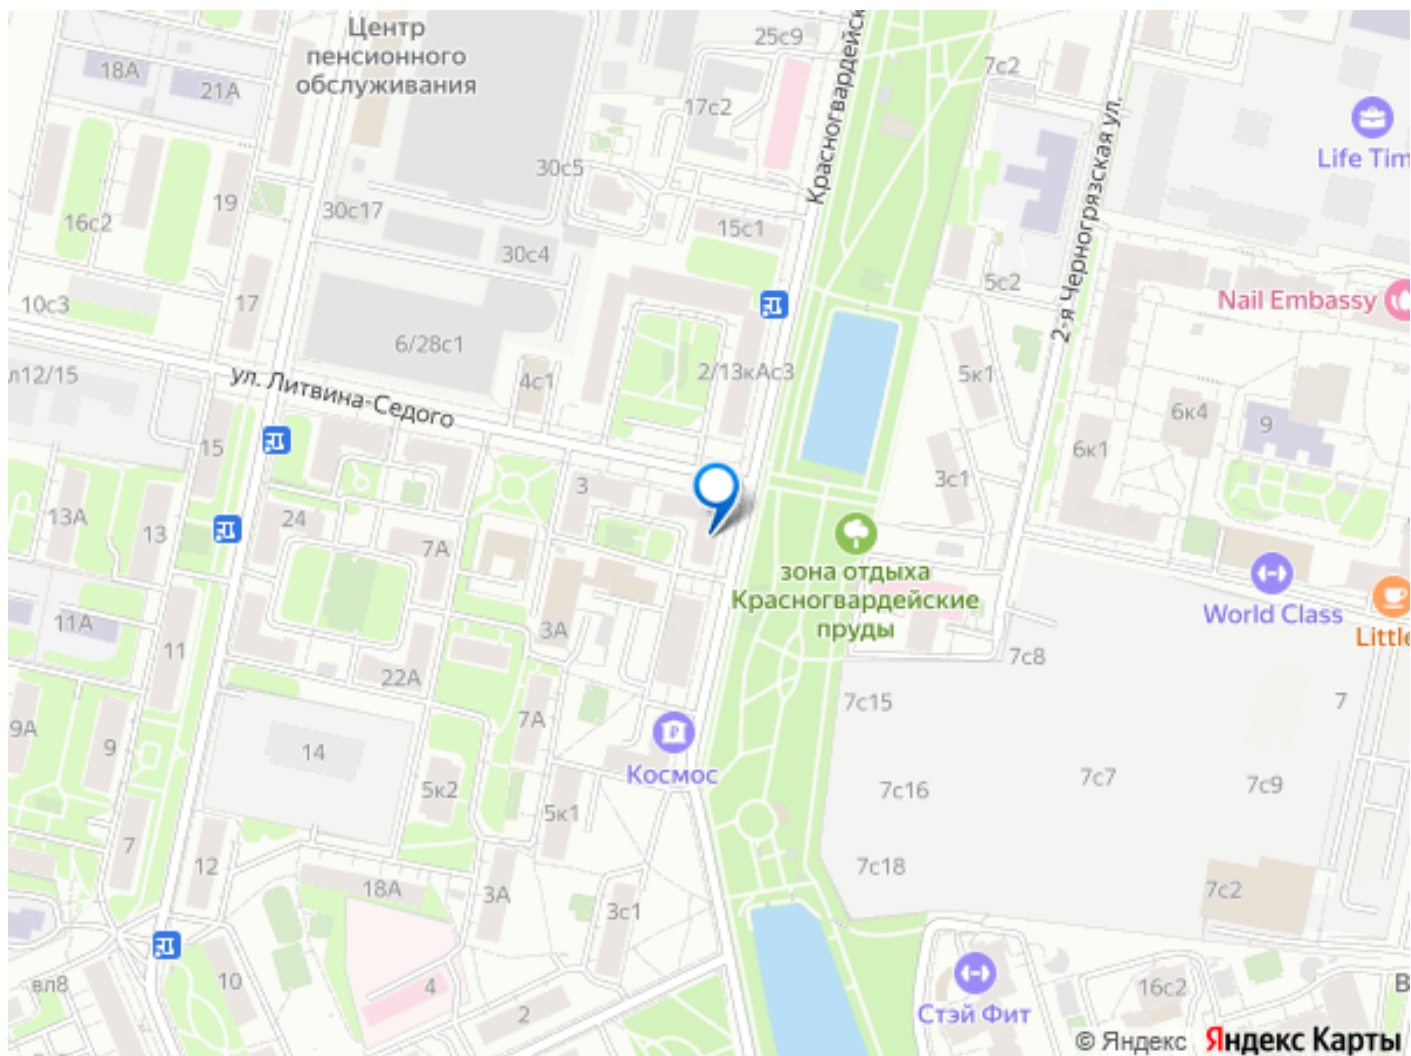 Центр
пенсионного
обслуживания
25с9
Красногвардейск
7с2
18А
21А
17с2
2-я Черногрязская ул.
Life Tim
30с5
19
30с17
16с2
15с1
30с4
5с2
10с3
17
Nail Embassy
6/28с1
л12/15
ул. Литвина-Седого
4с1
2/13кАс3
5к1
6к4
9
15
6к1
3
3с1
13А
13
24
7А
зона отдыха
Красногвардейские
пруды
World Class
Little
11А
11
3А
7с8
22А
7с15
7
9А
9
14
7А
Космос
5к2
7с16
7с7
7с9
5к1
7
12
18А
3А
7с18
7с2
3с1
вл8
10
4
2
Стэй Фит
16с2
В
© Яндекс Яндекс Карты